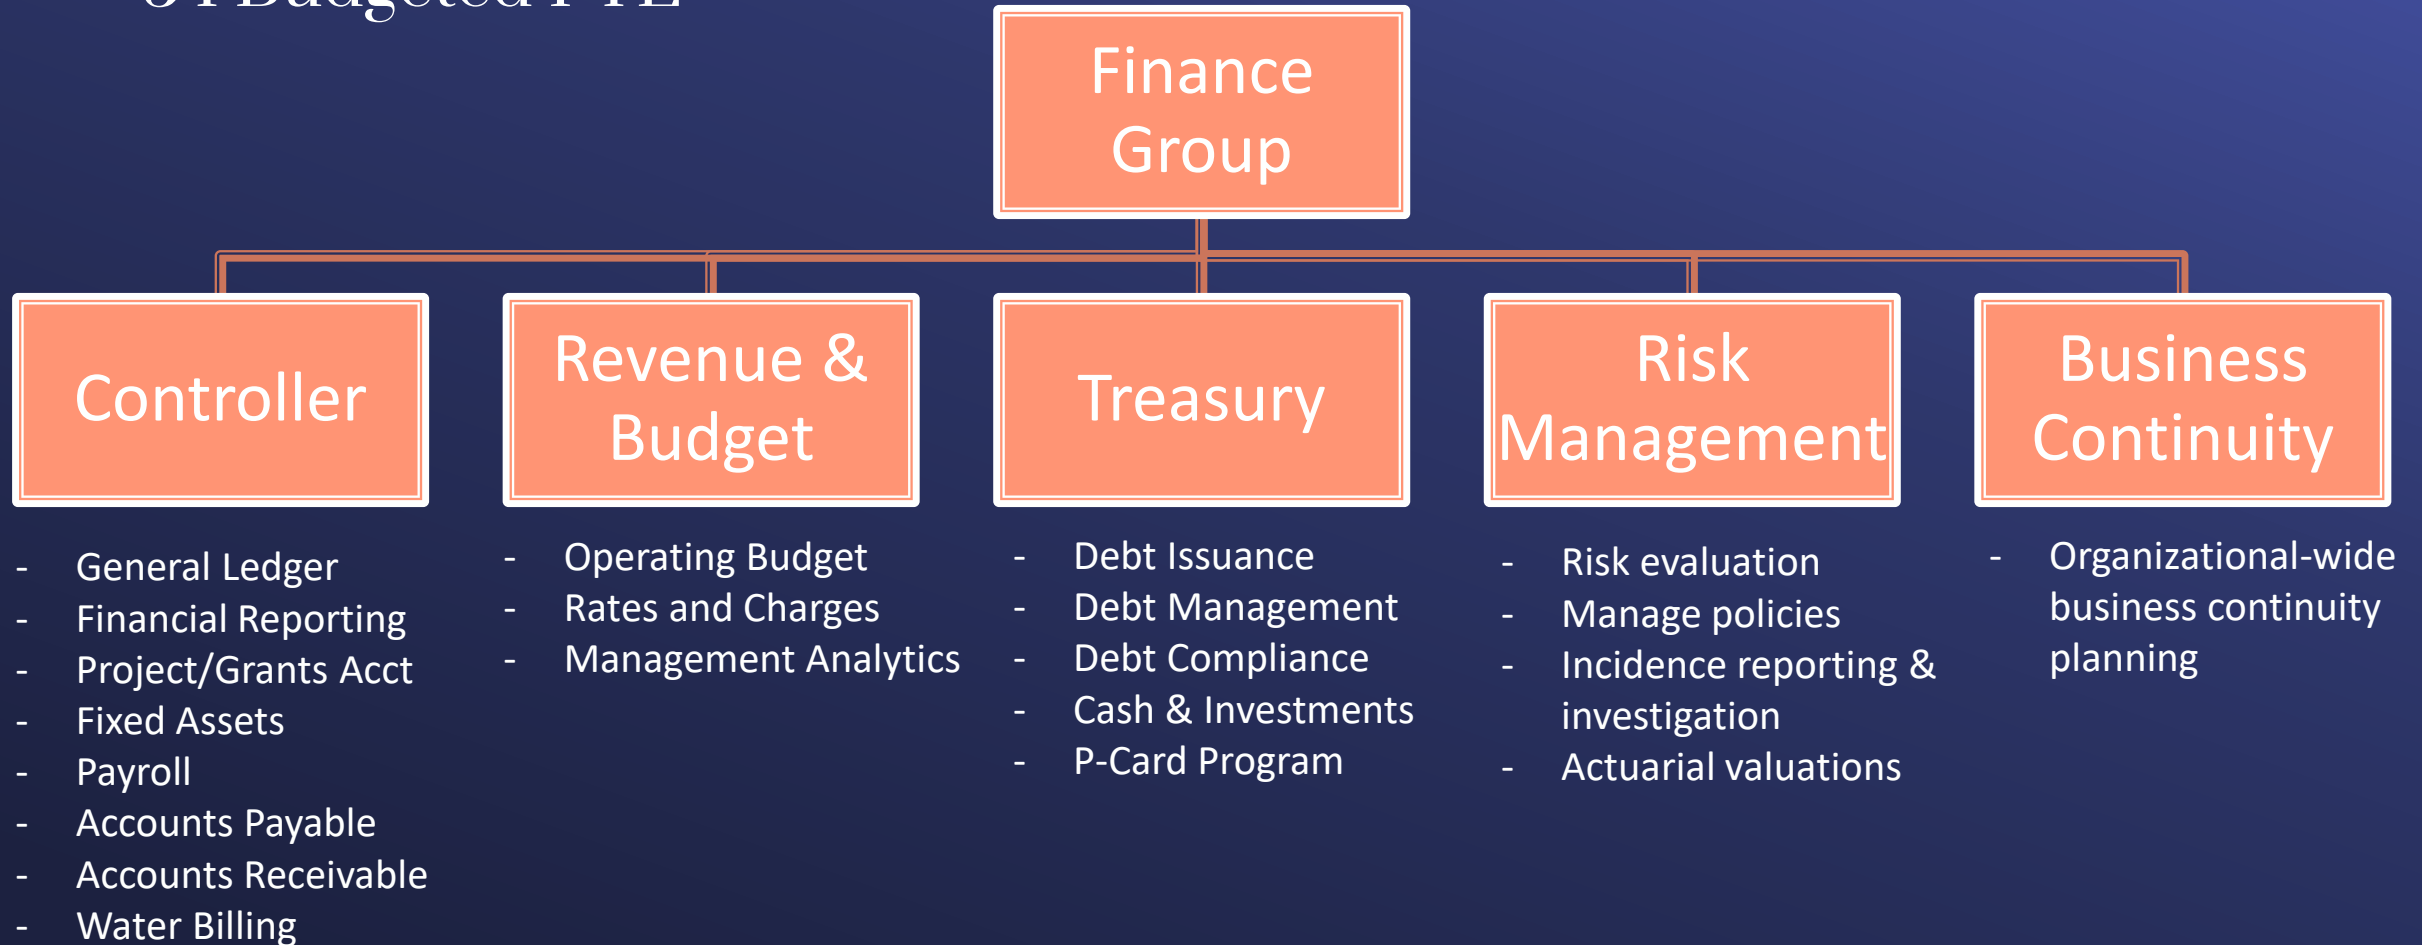 Budgeted FTE
Finance
Group
Controller
Revenue &
Budget
Treasury
Risk
Management
Business
Continuity
- General Ledger
- Financial Reporting
- Project/Grants Acct
- Fixed Assets
- Payroll
- Accounts Payable
- Accounts Receivable
- Water Billing
- Operating Budget
- Rates and Charges
- Management Analytics
- Debt Issuance
- Debt Management
- Debt Compliance
- Cash & Investments
- P-Card Program
- Risk evaluation
- Manage policies
- Incidence reporting &
investigation
- Actuarial valuations
- Organizational-wide
business continuity
planning